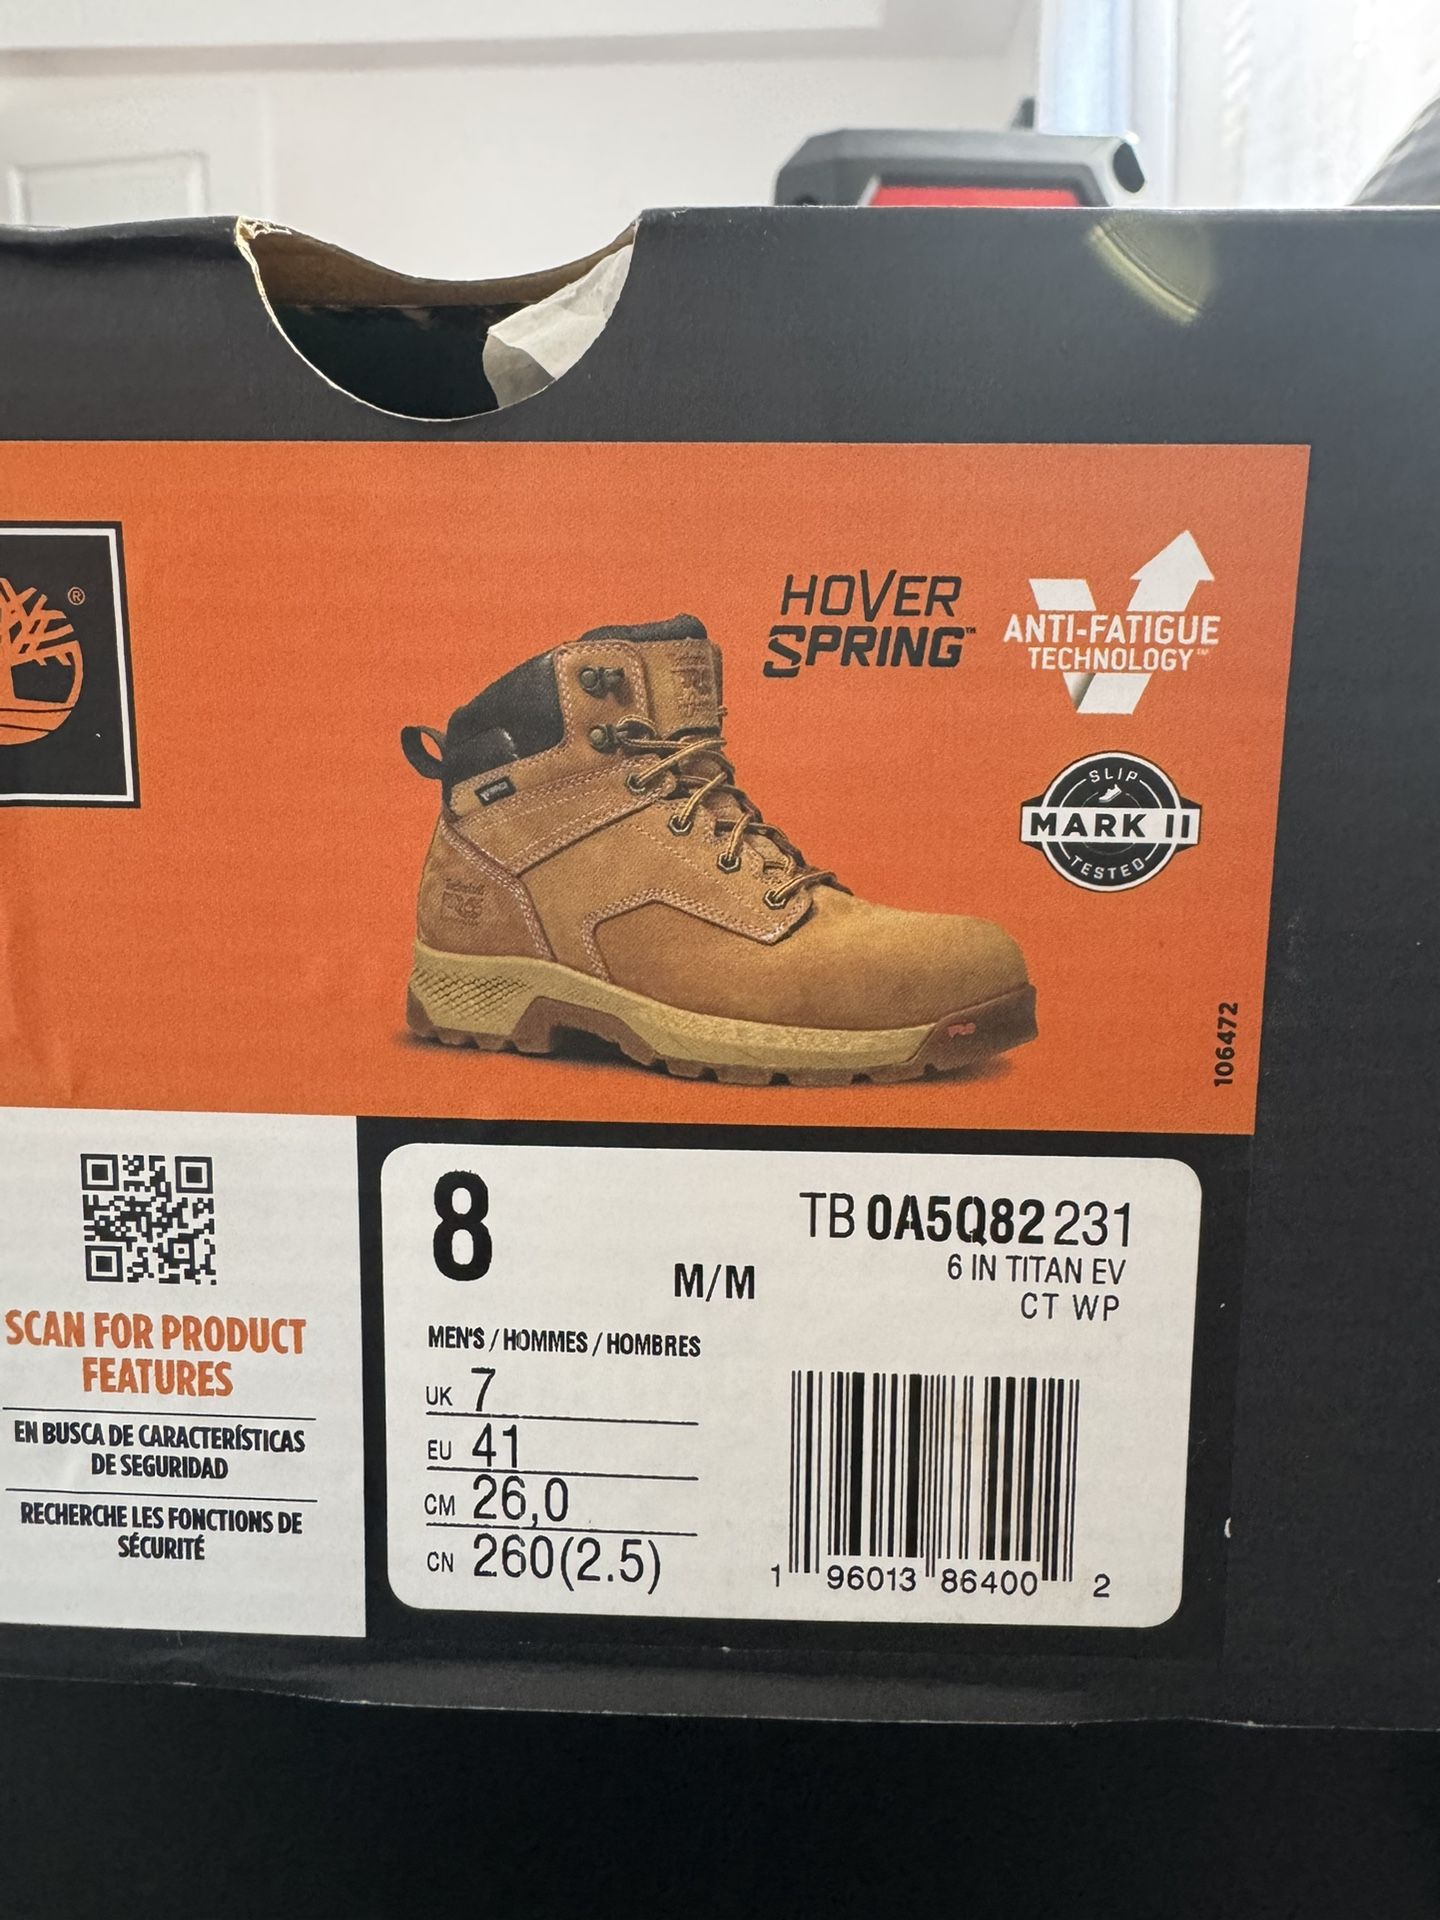 ®
HOVER
SPRING™
ANTI-FATIGUE
TECHNOLOGY™
SLIP
MARK II
TESTED
106472
SCAN FOR PRODUCT
FEATURES
EN BUSCA DE CARACTERÍSTICAS
DE SEGURIDAD
RECHERCHE LES FONCTIONS DE
SÉCURITÉ
8
M/M
TB 0A5Q82 231
6 IN TITAN EV
CT WP
MEN'S / HOMMES / HOMBRES
UK 7
EU 41
CM 26,0
CN 260(2.5)
1 96013 86400 2